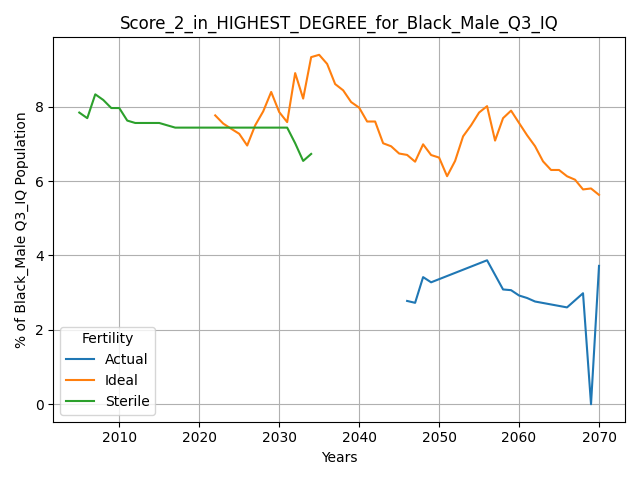 Score_2_in_HIGHEST_DEGREE_for_Black_Male_Q3_IQ
% of Black_Male Q3_IQ Population
8
6
4
2
0
Fertility
Actual
Ideal
Sterile
2010 2020 2030 2040 2050 2060 2070
Years